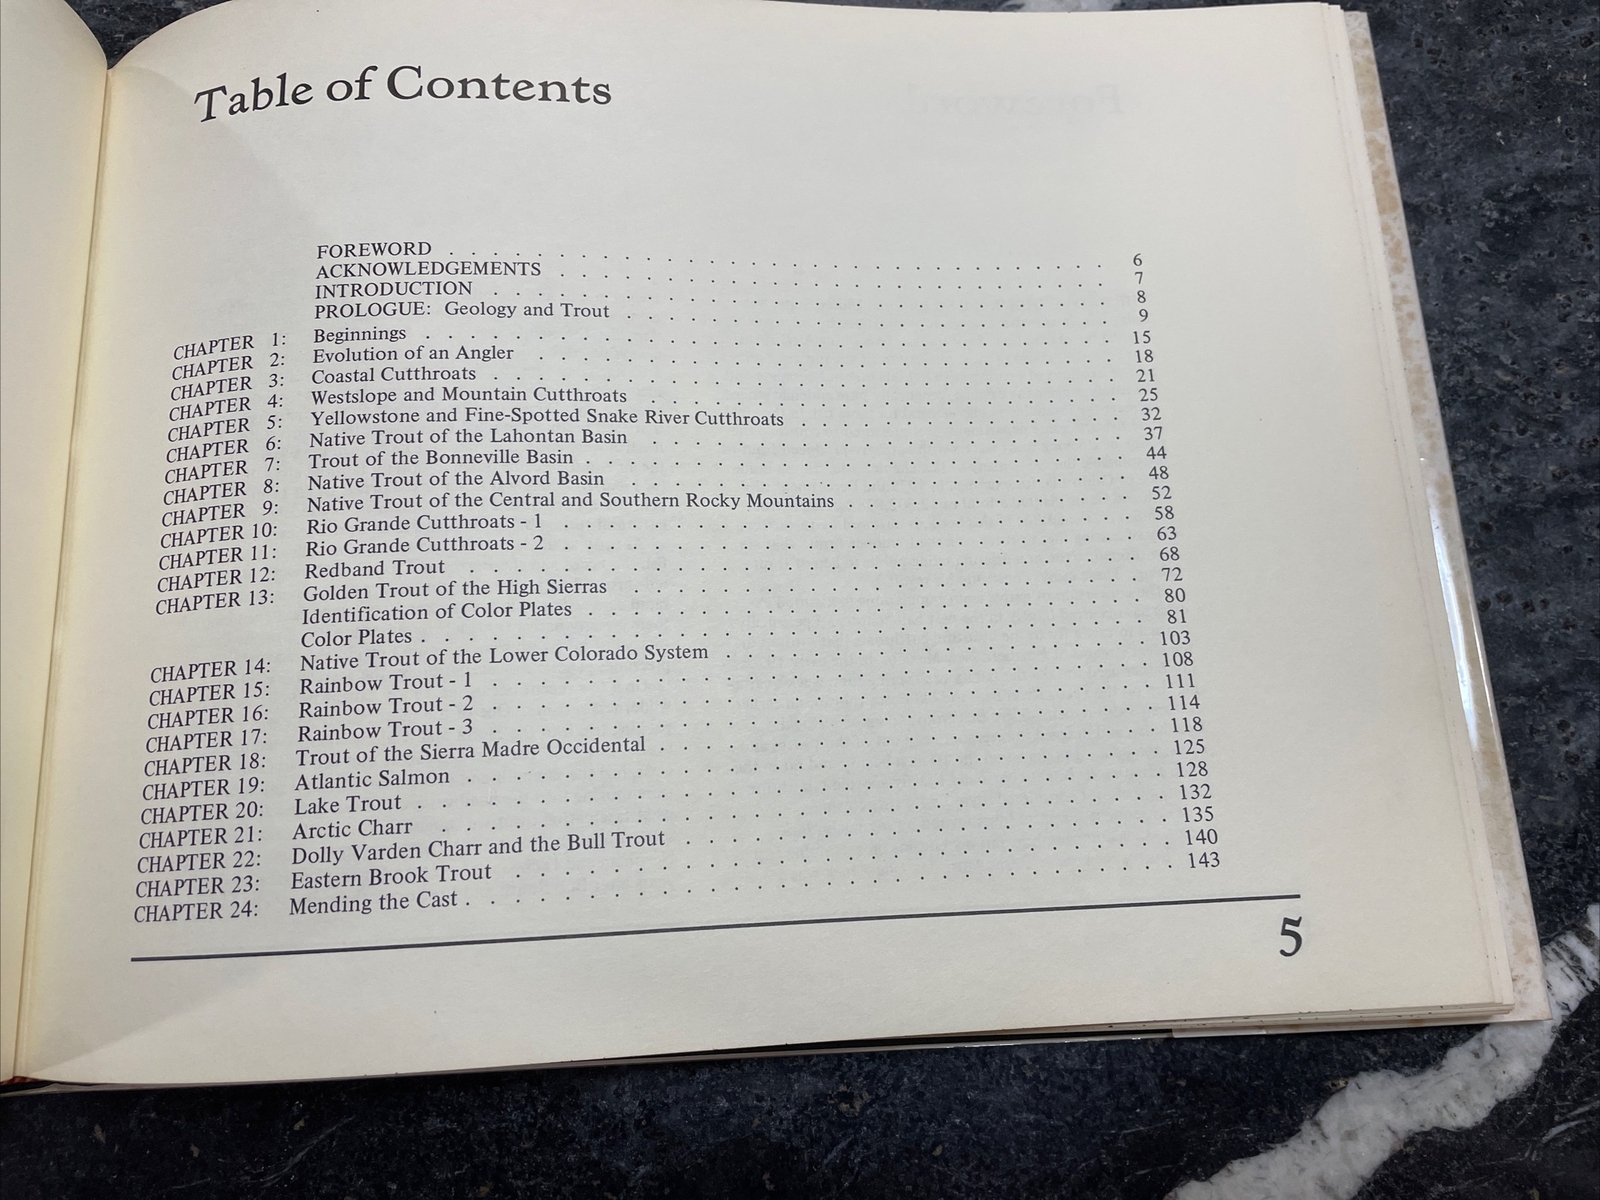 Table of Contents
FOREWORD . . . . . . . . . . . . . . . . . . . . . . 6
ACKNOWLEDGEMENTS . . . . . . . . . . . . . . . . . . . . 7
INTRODUCTION . . . . . . . . . . . . . . . . . . . . . 8
PROLOGUE: Geology and Trout . . . . . . . . . . . . . . . . . 9
CHAPTER 1: Beginnings . . . . . . . . . . . . . . . . . . . . . . 15
CHAPTER 2: Evolution of an Angler . . . . . . . . . . . . . . . . . . . 18
CHAPTER 3: Coastal Cutthroats . . . . . . . . . . . . . . . . . . . . 21
CHAPTER 4: Westslope and Mountain Cutthroats . . . . . . . . . . . . . . . . 25
CHAPTER 5: Yellowstone and Fine-Spotted Snake River Cutthroats . . . . . . . . . . . 32
CHAPTER 6: Native Trout of the Lahontan Basin . . . . . . . . . . . . . . . . 37
CHAPTER 7: Trout of the Bonneville Basin . . . . . . . . . . . . . . . . . . 44
CHAPTER 8: Native Trout of the Alvord Basin . . . . . . . . . . . . . . . . . 48
CHAPTER 9: Native Trout of the Central and Southern Rocky Mountains . . . . . . . . . . 52
CHAPTER 10: Rio Grande Cutthroats - 1 . . . . . . . . . . . . . . . . . . . 58
CHAPTER 11: Rio Grande Cutthroats - 2 . . . . . . . . . . . . . . . . . . . 63
CHAPTER 12: Redband Trout . . . . . . . . . . . . . . . . . . . . . . 68
CHAPTER 13: Golden Trout of the High Sierras . . . . . . . . . . . . . . . . . 72
Identification of Color Plates . . . . . . . . . . . . . . . . . . 80
Color Plates . . . . . . . . . . . . . . . . . . . . . . . . 81
CHAPTER 14: Native Trout of the Lower Colorado System . . . . . . . . . . . . . . 103
CHAPTER 15: Rainbow Trout - 1 . . . . . . . . . . . . . . . . . . . . . 108
CHAPTER 16: Rainbow Trout - 2 . . . . . . . . . . . . . . . . . . . . . 111
CHAPTER 17: Rainbow Trout - 3 . . . . . . . . . . . . . . . . . . . . . 114
CHAPTER 18: Trout of the Sierra Madre Occidental . . . . . . . . . . . . . . . . 118
CHAPTER 19: Atlantic Salmon . . . . . . . . . . . . . . . . . . . . . . 125
CHAPTER 20: Lake Trout . . . . . . . . . . . . . . . . . . . . . . . . 128
CHAPTER 21: Arctic Charr . . . . . . . . . . . . . . . . . . . . . . . 132
CHAPTER 22: Dolly Varden Charr and the Bull Trout . . . . . . . . . . . . . . . . 135
CHAPTER 23: Eastern Brook Trout . . . . . . . . . . . . . . . . . . . . . 140
CHAPTER 24: Mending the Cast . . . . . . . . . . . . . . . . . . . . . . 143
5